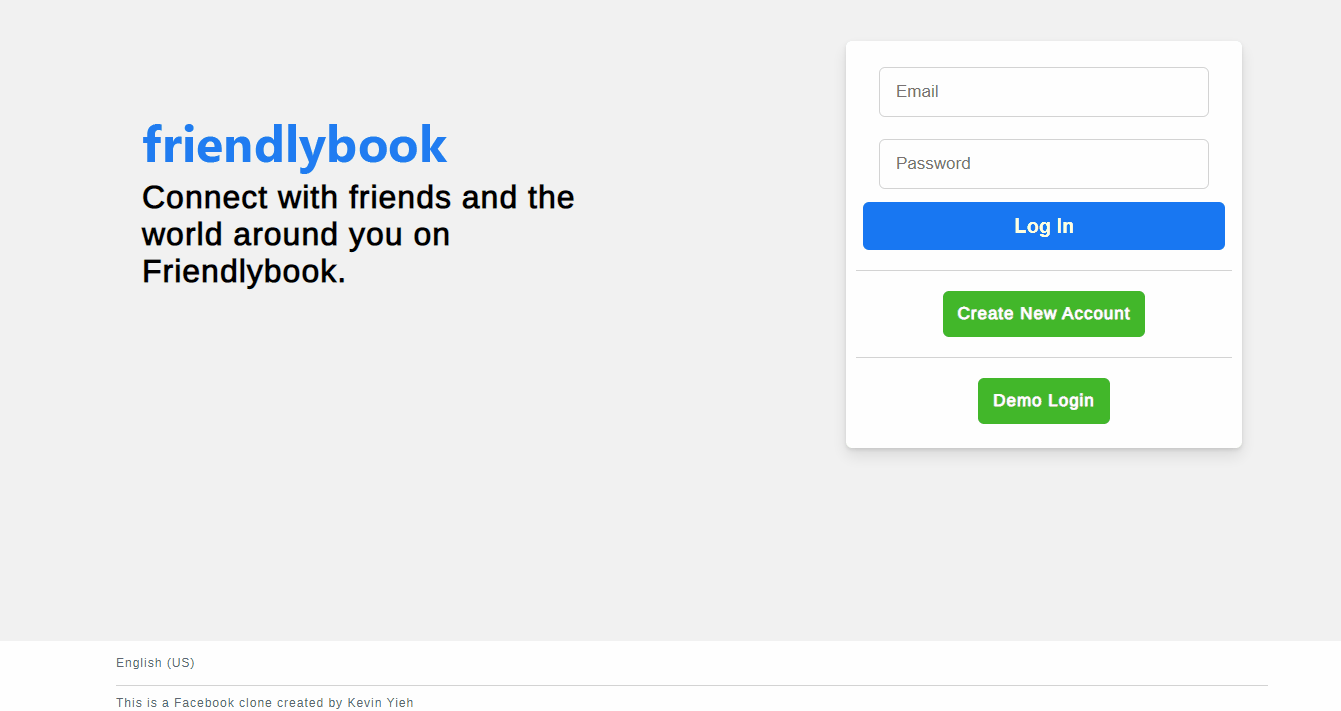 friendlybook
Connect with friends and the
world around you on
Friendlybook.
Email
Password
Log In
Create New Account
Demo Login
English (US)
This is a Facebook clone created by Kevin Yieh